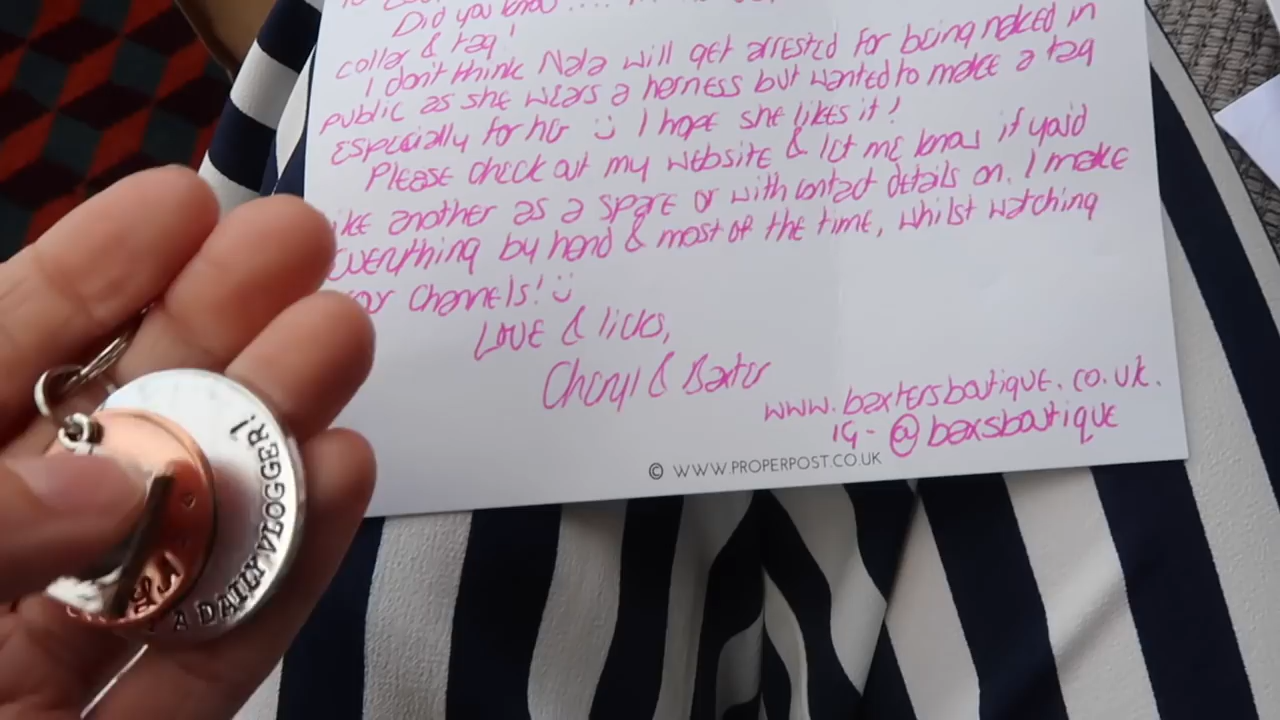 Did you know....
collar & tag!
I don't think Nala will get arrested for being naked in
public as she wears a harness but wanted to make a tag
especially for her :) I hope she likes it!
Please check out my website & let me know if you'd
like another as a spare or with contact details on. I make
everything by hand & most of the time, whilst watching
your channels! :)
Love & licks,
Cheryl & Baxter
www.baxtersboutique.co.uk.
IG - @baxsboutique
© WWW.PROPERPOST.CO.UK
A DAILY VLOGGER!